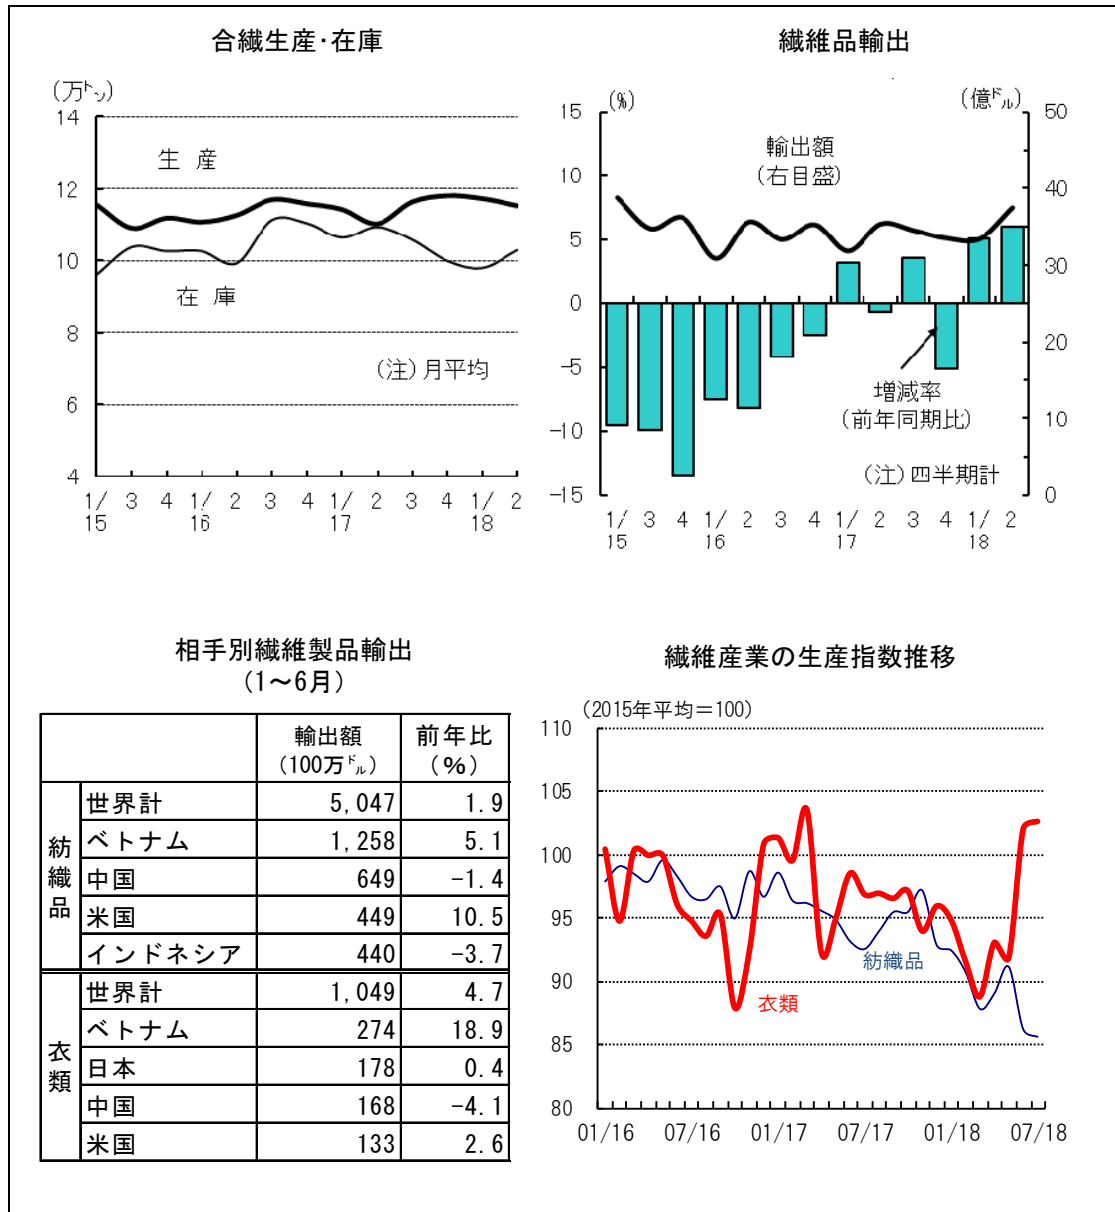 合繊生産･在庫
(万㌧)
14
12
10
8
6
4
生 産
在 庫
(注)月平均
1/ 3 4 1/ 2 3 4 1/ 2 3 4 1/ 2
15 16 17 18
繊維品輸出
(%)
(億㌦)
15
10
5
0
-5
-10
-15
50
40
30
20
10
0
輸出額
(右目盛)
増減率
(前年同期比)
(注)四半期計
1/ 3 4 1/ 2 3 4 1/ 2 3 4 1/ 2
15 16 17 18
相手別繊維製品輸出
(1～6月)
輸出額 前年比
(100万㌦) (%)
紡織品
世界計 5,047 1.9
ベトナム 1,258 5.1
中国 649 -1.4
米国 449 10.5
インドネシア 440 -3.7
衣類
世界計 1,049 4.7
ベトナム 274 18.9
日本 178 0.4
中国 168 -4.1
米国 133 2.6
繊維産業の生産指数推移
(2015年平均=100)
110
105
100
95
90
85
80
紡織品
衣類
01/16 07/16 01/17 07/17 01/18 07/18